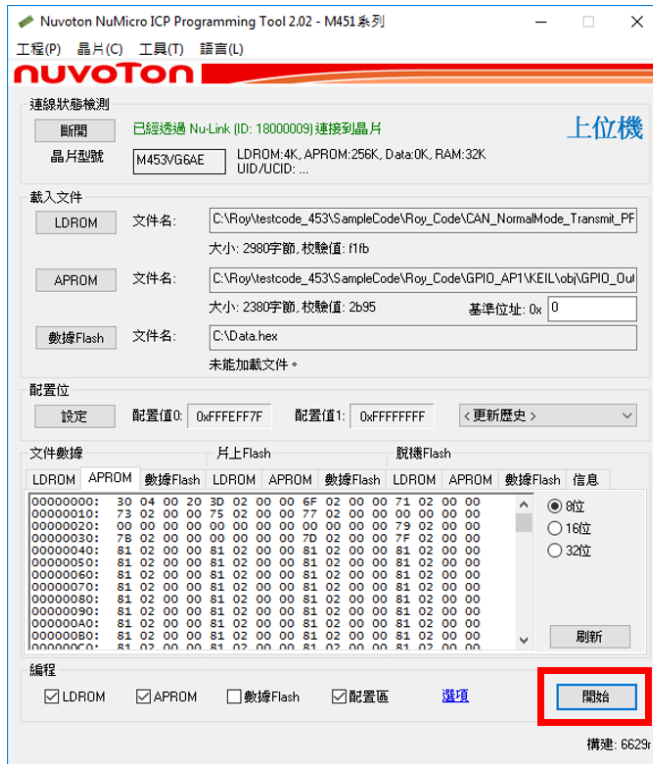 Nuvoton NuMicro ICP Programming Tool 2.02 - M451系列
工程(P) 晶片(C) 工具(T) 語言(L)
nuvoTon
連線狀態檢測
斷開 已經透過 Nu-Link (ID: 18000009) 連接到晶片 上位機
晶片型號 M453VG6AE LDROM:4K, APROM:256K, Data:0K, RAM:32K
UID/UCID: ...
載入文件
LDROM 文件名: C:\Roy\testcode_453\SampleCode\Roy_Code\CAN_NormalMode_Transmit_PF
大小: 2980字節, 校驗值: f1fb
APROM 文件名: C:\Roy\testcode_453\SampleCode\Roy_Code\GPIO_AP1\KEIL\obj\GPIO_Out
大小: 2380字節, 校驗值: 2b95 基準位址: 0x 0
數據Flash 文件名: C:\Data.hex
未能加載文件。
配置位
設定 配置值0: 0xFFFEFF7F 配置值1: 0xFFFFFFFF <更新歷史>
文件數據 片上Flash 脫機Flash
LDROM APROM 數據Flash LDROM APROM 數據Flash LDROM APROM 數據Flash 信息
00000000: 30 04 00 20 3D 02 00 00 6F 02 00 00 71 02 00 00 8位
00000010: 73 02 00 00 75 02 00 00 77 02 00 00 00 00 00 00
00000020: 00 00 00 00 00 00 00 00 00 00 00 00 79 02 00 00 16位
00000030: 7B 02 00 00 00 00 00 00 7D 02 00 00 7F 02 00 00
00000040: 81 02 00 00 81 02 00 00 81 02 00 00 81 02 00 00 32位
00000050: 81 02 00 00 81 02 00 00 81 02 00 00 81 02 00 00
00000060: 81 02 00 00 81 02 00 00 81 02 00 00 81 02 00 00
00000070: 81 02 00 00 81 02 00 00 81 02 00 00 81 02 00 00
00000080: 81 02 00 00 81 02 00 00 81 02 00 00 81 02 00 00
00000090: 81 02 00 00 81 02 00 00 81 02 00 00 81 02 00 00
000000A0: 81 02 00 00 81 02 00 00 81 02 00 00 81 02 00 00
000000B0: 81 02 00 00 81 02 00 00 81 02 00 00 81 02 00 00 刷新
000000C0: 81 02 00 00 81 02 00 00 81 02 00 00 81 02 00 00
編程
LDROM APROM 數據Flash 配置區 選項 開始
構建: 6629r